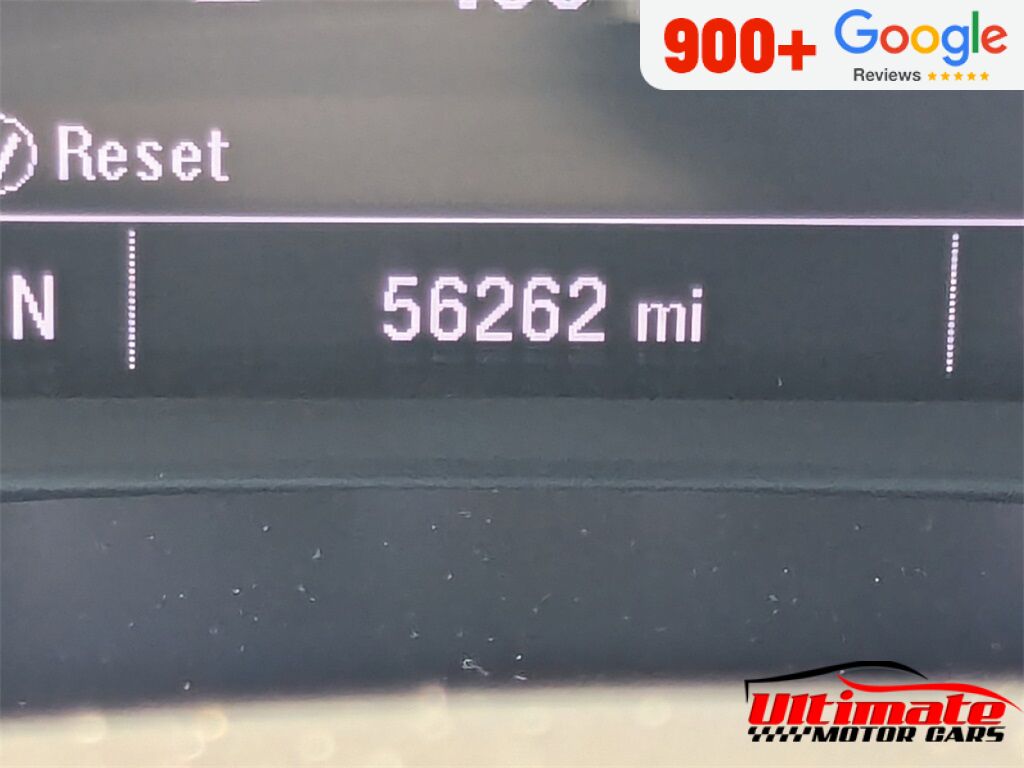 900+ Google
Reviews
Reset
N
56262 mi
Ultimate
MOTOR CARS